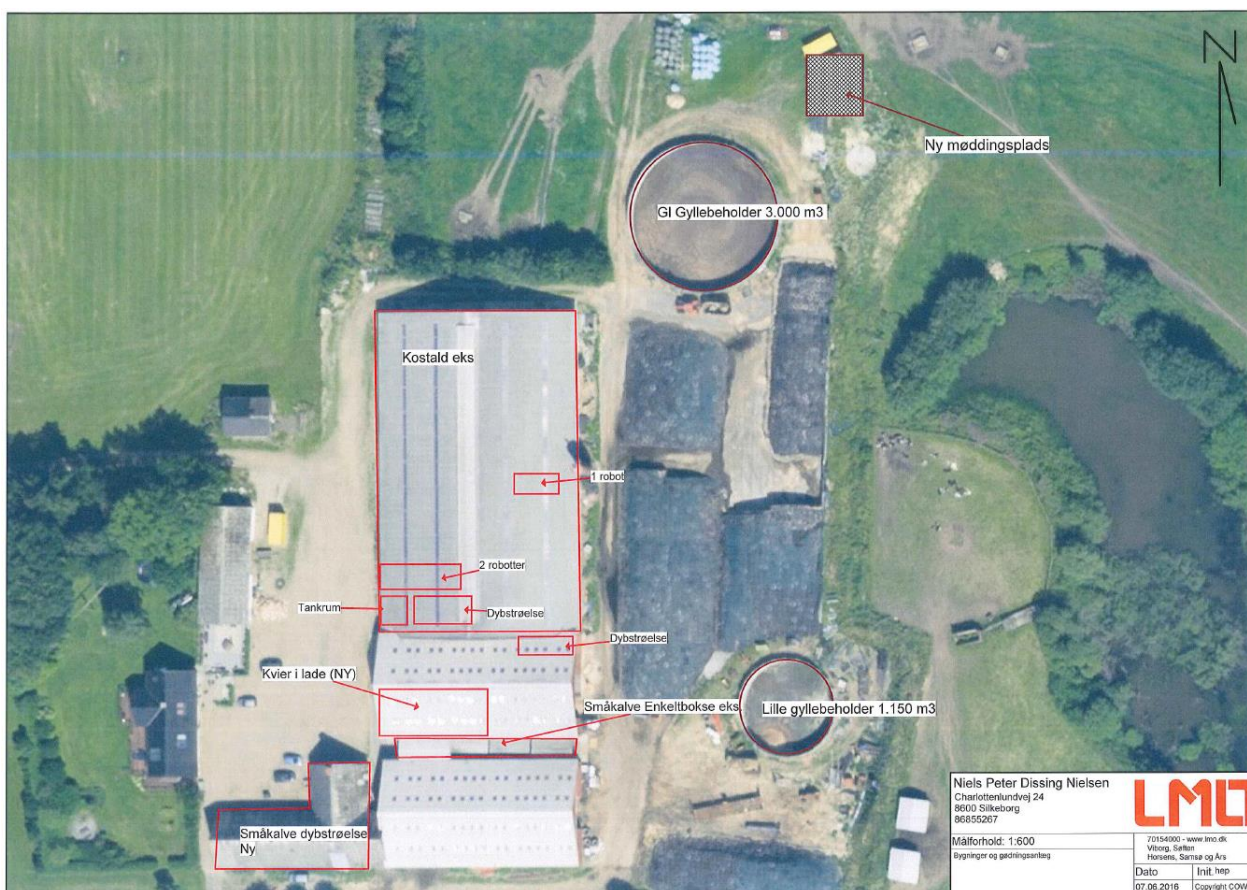 N
Ny møddingsplads
Gl Gyllebeholder 3.000 m3
Kostald eks
1 robot
2 robotter
Tankrum
Dybstrøelse
Dybstrøelse
Kvier i lade (NY)
Småkalve Enkeltbokse eks.
Lille gyllebeholder 1.150 m3
Småkalve dybstrøelse
Ny
Niels Peter Dissing Nielsen
Charlottenlundvej 24
8600 Silkeborg
86855267
LMO
Målforhold: 1:600
Bygninger og gødningsanlæg
70154000 - www.lmo.dk
Viborg, Søften
Horsens, Samsø og Års
Dato
Init. hep
07.06.2016
Copyright COWI